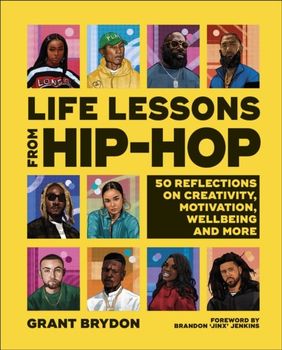 LIFE LESSONS
FROM HIP-HOP
50 REFLECTIONS
ON CREATIVITY,
MOTIVATION,
WELLBEING
AND MORE
GRANT BRYDON
FOREWORD BY
BRANDON 'JINX' JENKINS